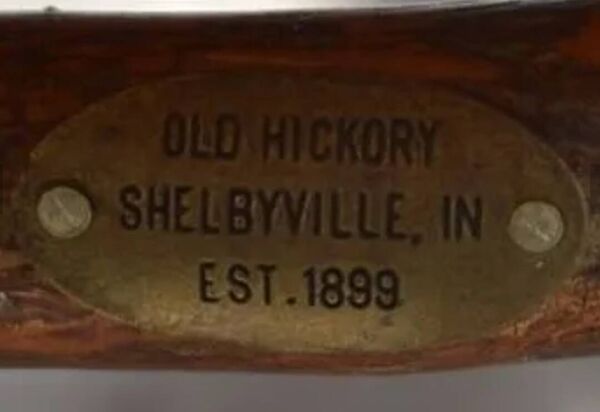 OLD HICKORY
SHELBYVILLE, IN
EST. 1899